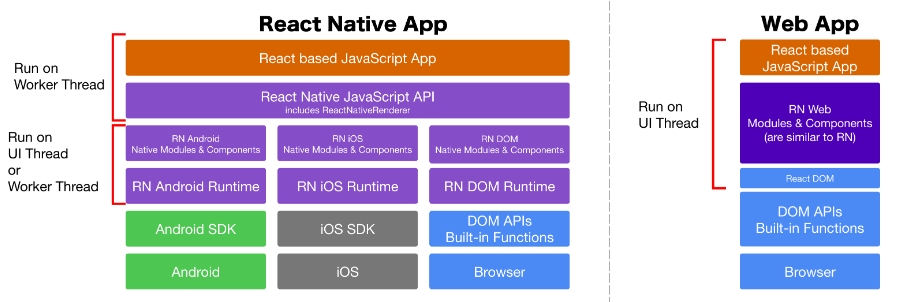 React Native App
Run on
Worker Thread
React based JavaScript App
React Native JavaScript API
includes ReactNativeRenderer
Run on
UI Thread
or
Worker Thread
RN Android
Native Modules & Components
RN iOS
Native Modules & Components
RN DOM
Native Modules & Components
RN Android Runtime
RN iOS Runtime
RN DOM Runtime
Android SDK
iOS SDK
DOM APIs
Built-in Functions
Android
iOS
Browser
Web App
Run on
UI Thread
React based
JavaScript App
RN Web
Modules & Components
(are similar to RN)
React DOM
DOM APIs
Built-in Functions
Browser